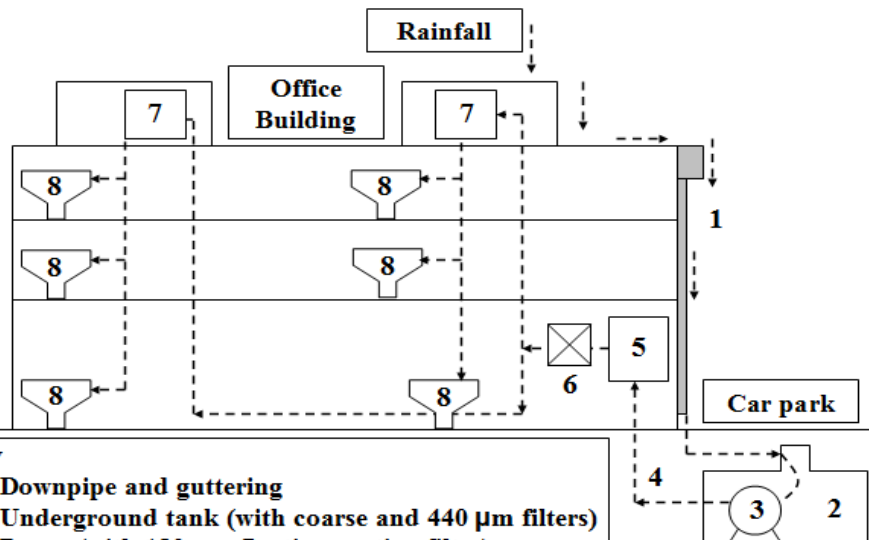 Rainfall
Office
Building
7
7
8
8
1
8
8
5
6
8
8
Car park
4
3
2
Downpipe and guttering
Underground tank (with coarse and 440 μm filters)